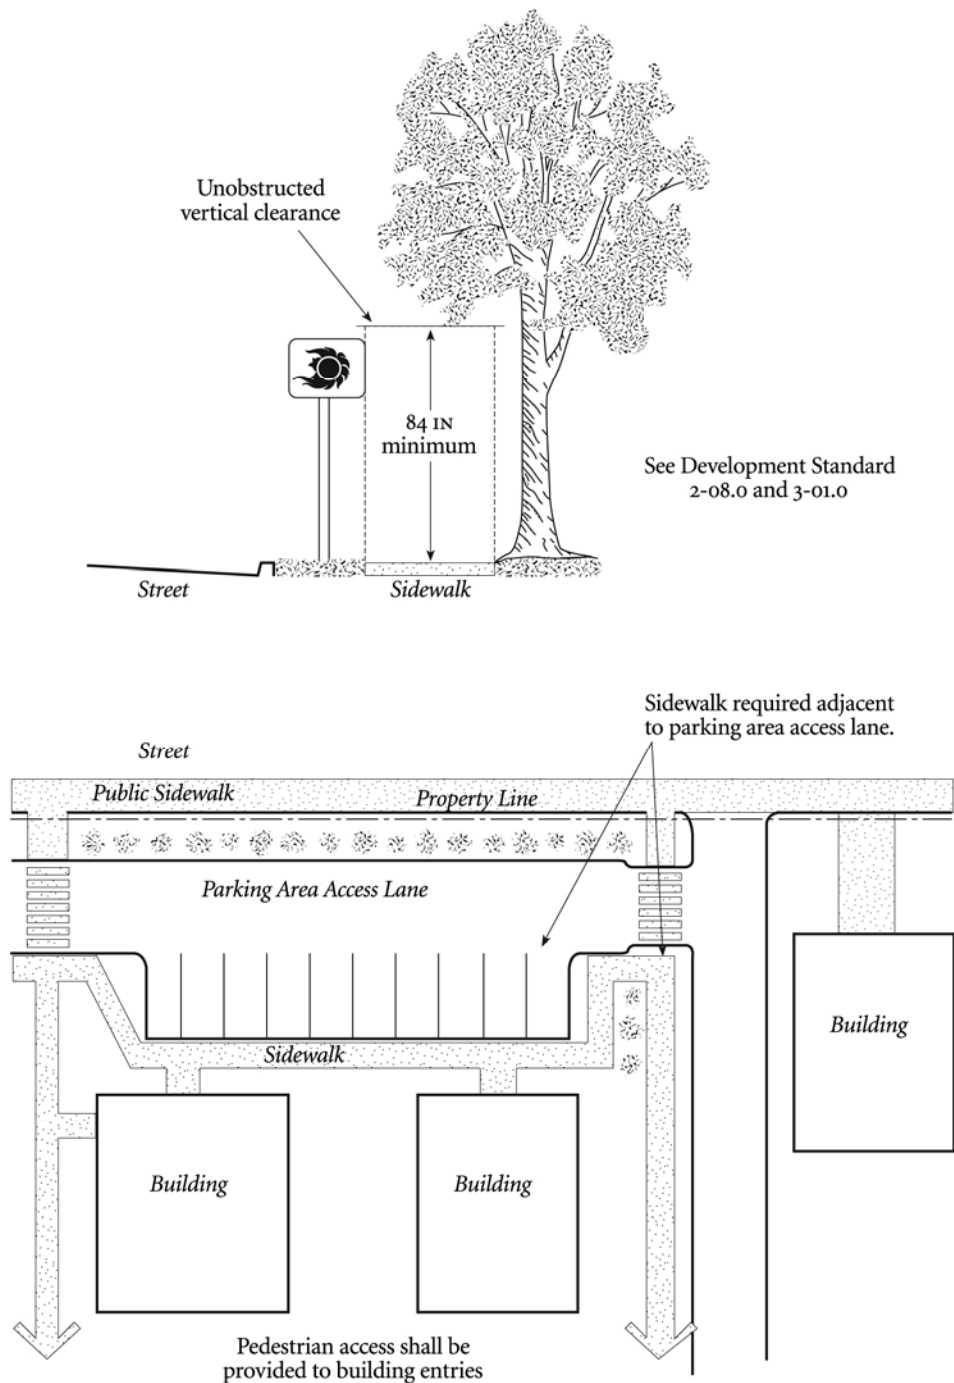 Unobstructed
vertical clearance
84 IN
minimum
See Development Standard
2-08.0 and 3-01.0
Street
Sidewalk
Sidewalk required adjacent
to parking area access lane.
Street
Public Sidewalk
Property Line
Parking Area Access Lane
Building
Sidewalk
Building
Building
Pedestrian access shall be
provided to building entries